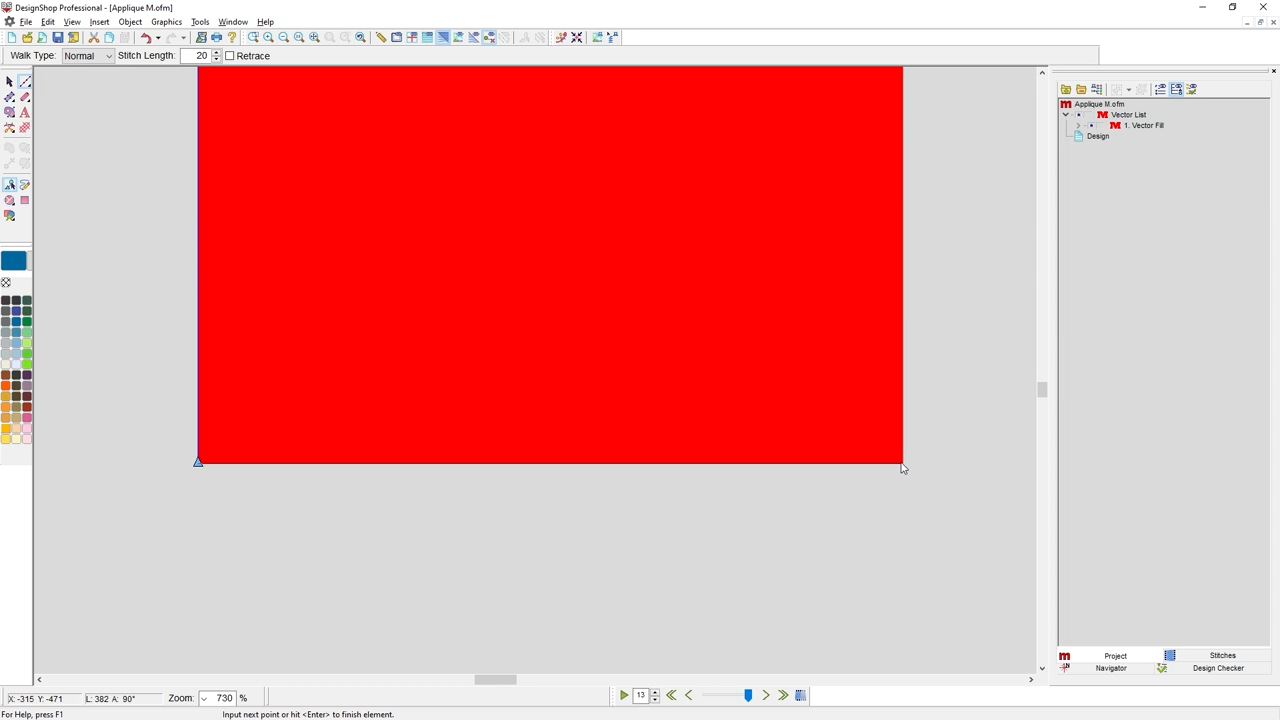 DesignShop Professional - [Applique M.ofm]
File Edit View Insert Object Graphics Tools Window Help
Walk Type: Normal Stitch Length: 20 Retrace
Applique M.ofm
Vector List
1. Vector Fill
Design
Project Stitches
Navigator Design Checker
X: -315 Y: -471 L: 382 A: 90° Zoom: 730 % 13
For Help, press F1 Input next point or hit <Enter> to finish element.